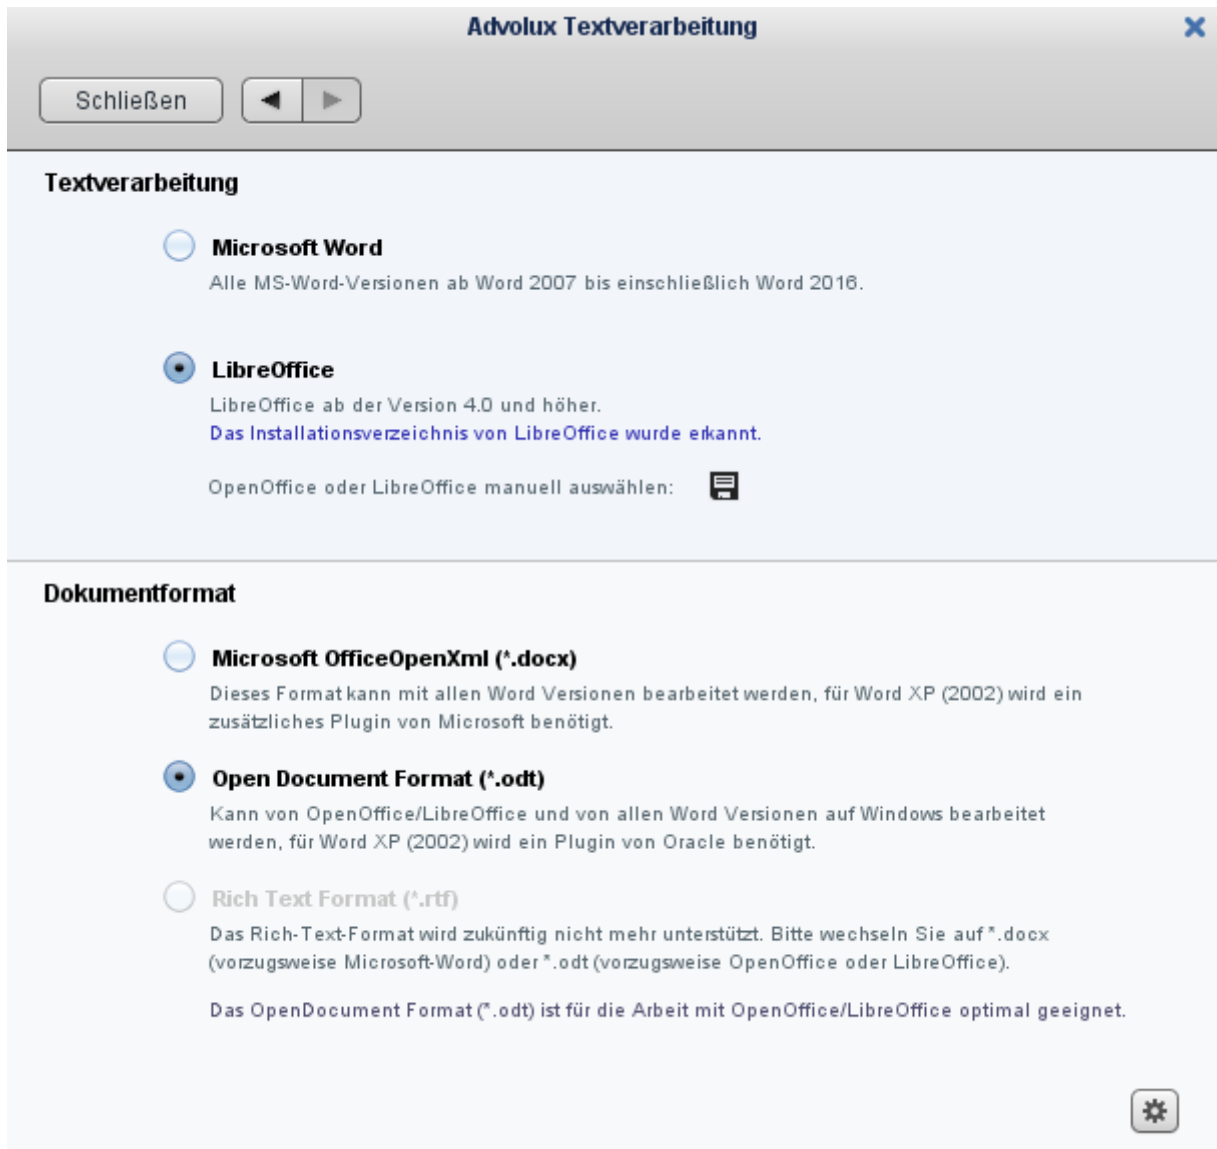 Advolux Textverarbeitung
Schließen
Textverarbeitung
Microsoft Word
Alle MS-Word-Versionen ab Word 2007 bis einschließlich Word 2016.
LibreOffice
LibreOffice ab der Version 4.0 und höher.
Das Installationsverzeichnis von LibreOffice wurde erkannt.
OpenOffice oder LibreOffice manuell auswählen:
Dokumentformat
Microsoft OfficeOpenXml (*.docx)
Dieses Format kann mit allen Word Versionen bearbeitet werden, für Word XP (2002) wird ein
zusätzliches Plugin von Microsoft benötigt.
Open Document Format (*.odt)
Kann von OpenOffice/LibreOffice und von allen Word Versionen auf Windows bearbeitet
werden, für Word XP (2002) wird ein Plugin von Oracle benötigt.
Rich Text Format (*.rtf)
Das Rich-Text-Format wird zukünftig nicht mehr unterstützt. Bitte wechseln Sie auf *.docx
(vorzugsweise Microsoft-Word) oder *.odt (vorzugsweise OpenOffice oder LibreOffice).
Das OpenDocument Format (*.odt) ist für die Arbeit mit OpenOffice/LibreOffice optimal geeignet.